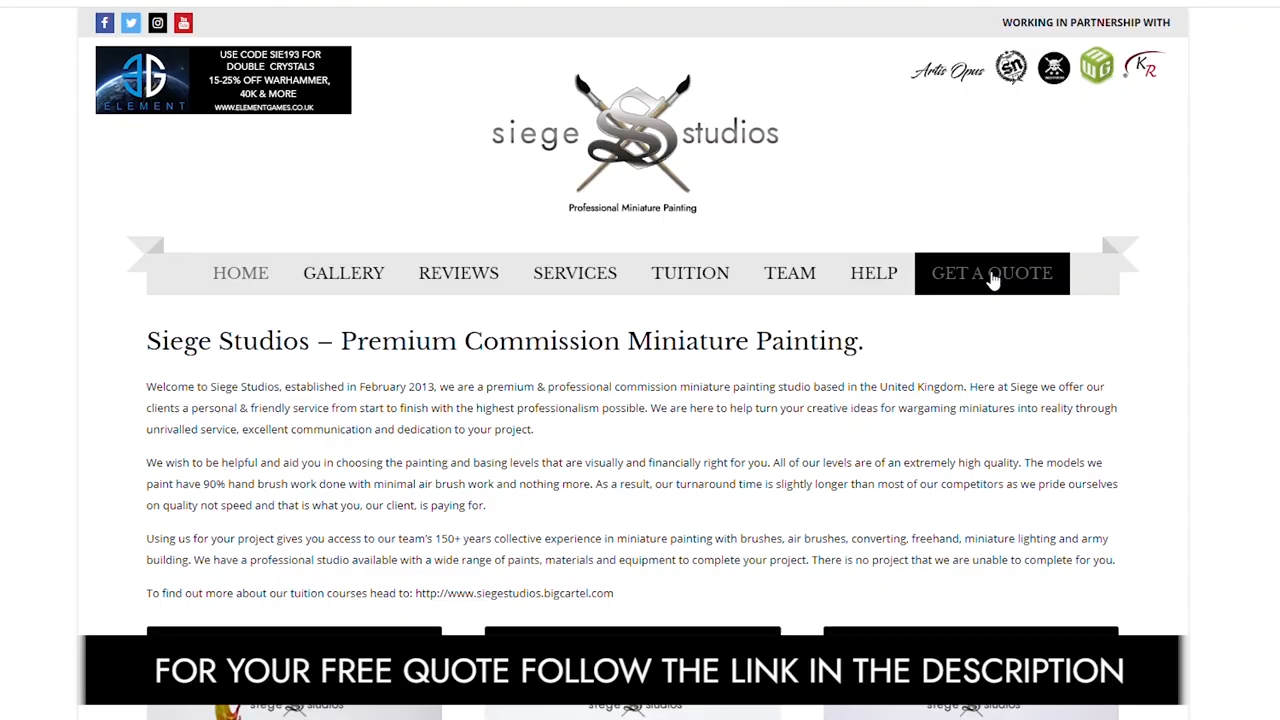 WORKING IN PARTNERSHIP WITH
USE CODE SIE193 FOR
DOUBLE CRYSTALS
15-25% OFF WARHAMMER,
40K & MORE
WWW.ELEMENTGAMES.CO.UK
ELEMENT
Artis Opus
KR
siege studios
Professional Miniature Painting
HOME GALLERY REVIEWS SERVICES TUITION TEAM HELP GET A QUOTE
Siege Studios – Premium Commission Miniature Painting.
Welcome to Siege Studios, established in February 2013, we are a premium & professional commission miniature painting studio based in the United Kingdom. Here at Siege we offer our
clients a personal & friendly service from start to finish with the highest professionalism possible. We are here to help turn your creative ideas for wargaming miniatures into reality through
unrivalled service, excellent communication and dedication to your project.
We wish to be helpful and aid you in choosing the painting and basing levels that are visually and financially right for you. All of our levels are of an extremely high quality. The models we
paint have 90% hand brush work done with minimal air brush work and nothing more. As a result, our turnaround time is slightly longer than most of our competitors as we pride ourselves
on quality not speed and that is what you, our client, is paying for.
Using us for your project gives you access to our team's 150+ years collective experience in miniature painting with brushes, air brushes, converting, freehand, miniature lighting and army
building. We have a professional studio available with a wide range of paints, materials and equipment to complete your project. There is no project that we are unable to complete for you.
To find out more about our tuition courses head to: http://www.siegestudios.bigcartel.com
FOR YOUR FREE QUOTE FOLLOW THE LINK IN THE DESCRIPTION